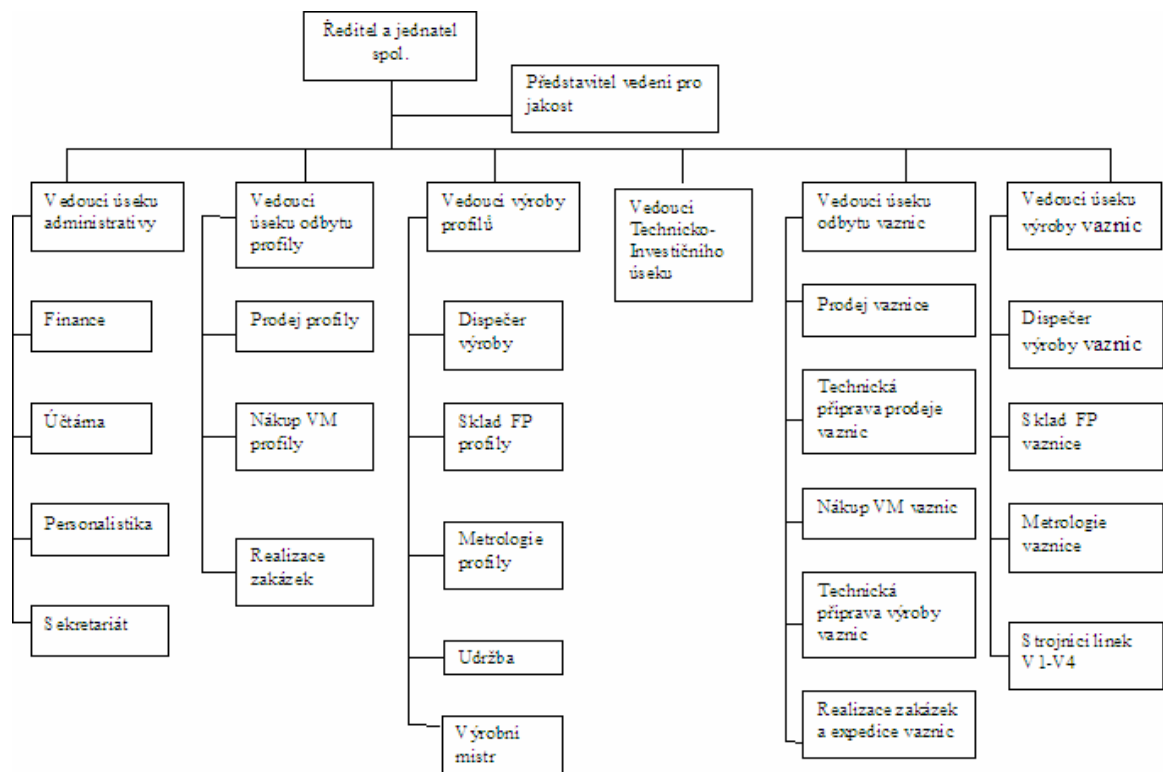 Ředitel a jednatel
spol.
Představitel vedení pro
jakost
Vedoucí úseku
administrativy
Finance
Účtárna
Personalistika
Sekretariát
Vedoucí
úseku odbytu
profily
Prodej profily
Nákup VM
profily
Realizace
zakázek
Vedoucí výroby
profilů
Dispečer
výroby
Sklad FP
profily
Metrologie
profily
Udržba
Výrobní
mistr
Vedoucí
Technicko-
Investičního
úseku
Vedoucí úseku
odbytu vaznic
Prodej vaznice
Technická
příprava prodeje
vaznic
Nákup VM vaznic
Technická
příprava výroby
vaznic
Realizace zakázek
a expedice vaznic
Vedoucí úseku
výroby vaznic
Dispečer
výroby vaznic
Sklad FP
vaznice
Metrologie
vaznice
Strojníci linek
V1-V4